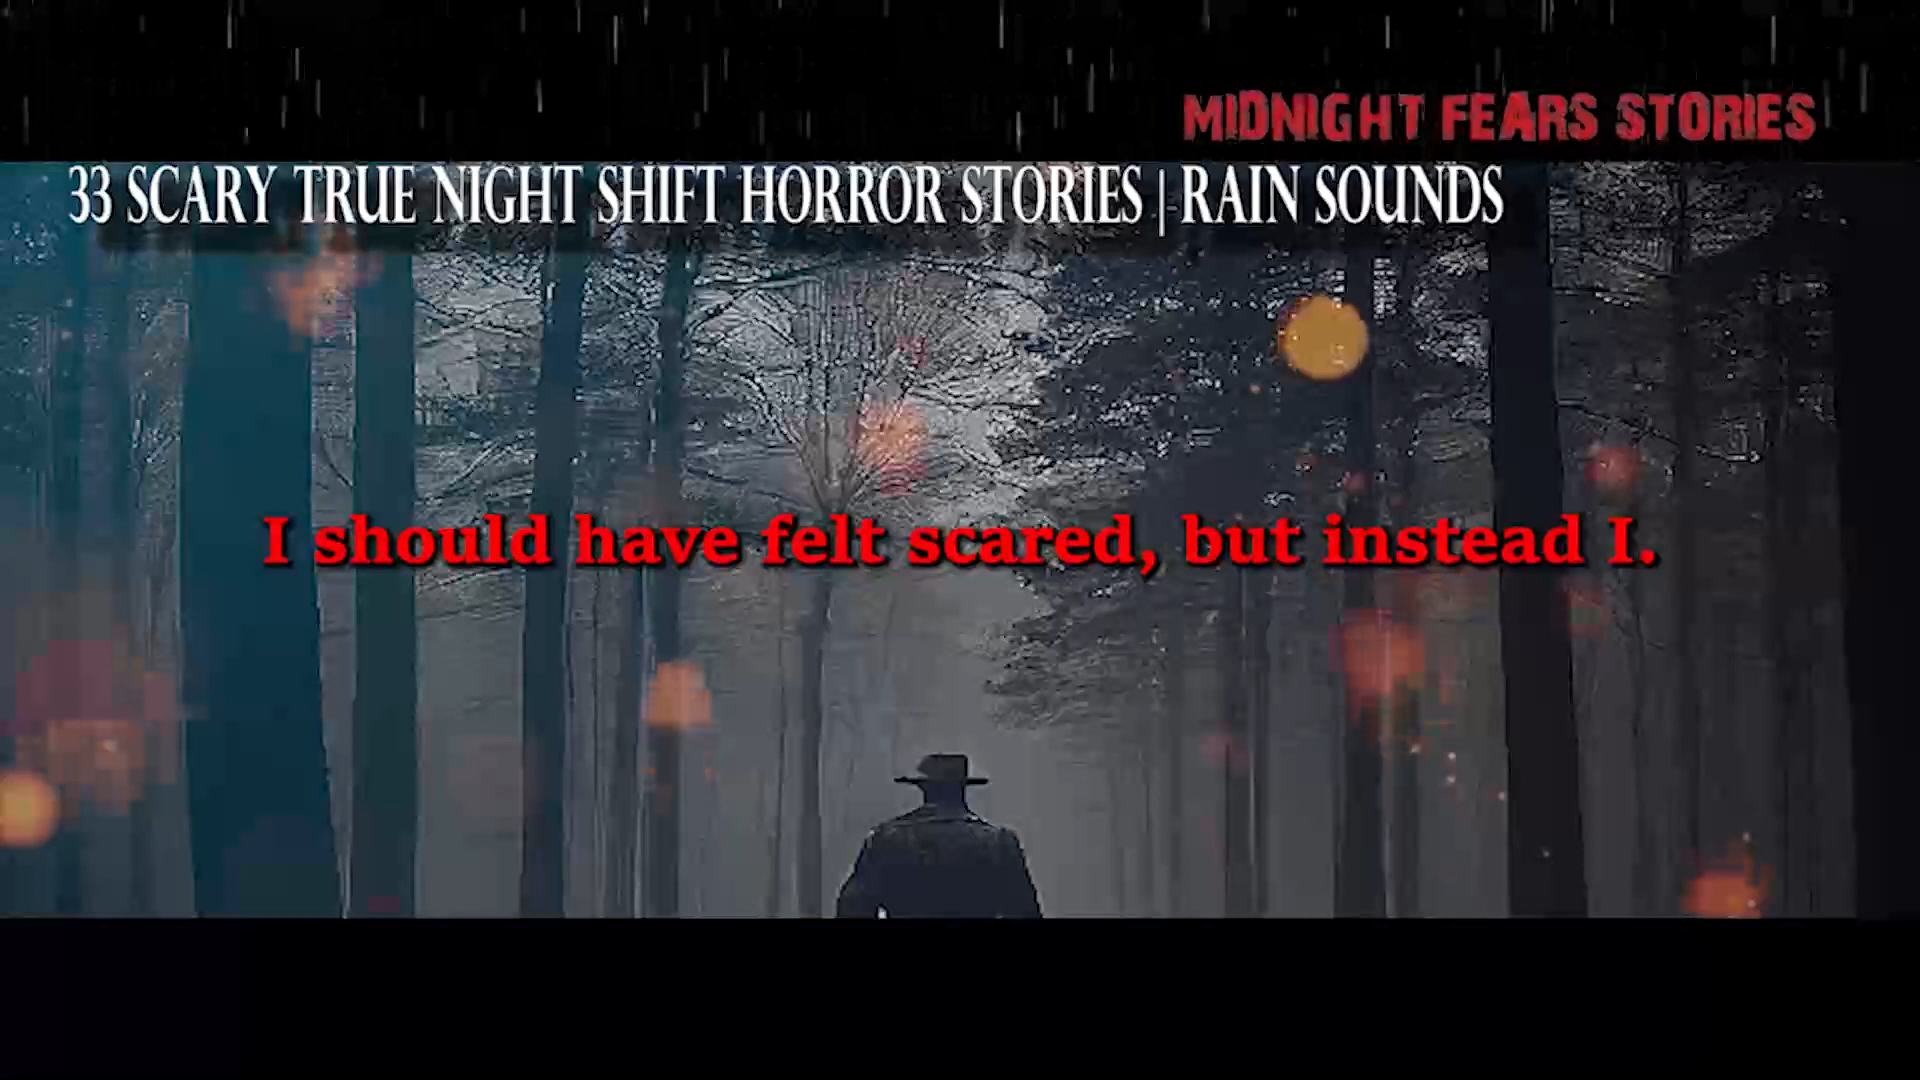 MIDNIGHT FEARS STORIES
33 SCARY TRUE NIGHT SHIFT HORROR STORIES | RAIN SOUNDS
I should have felt scared, but instead I.